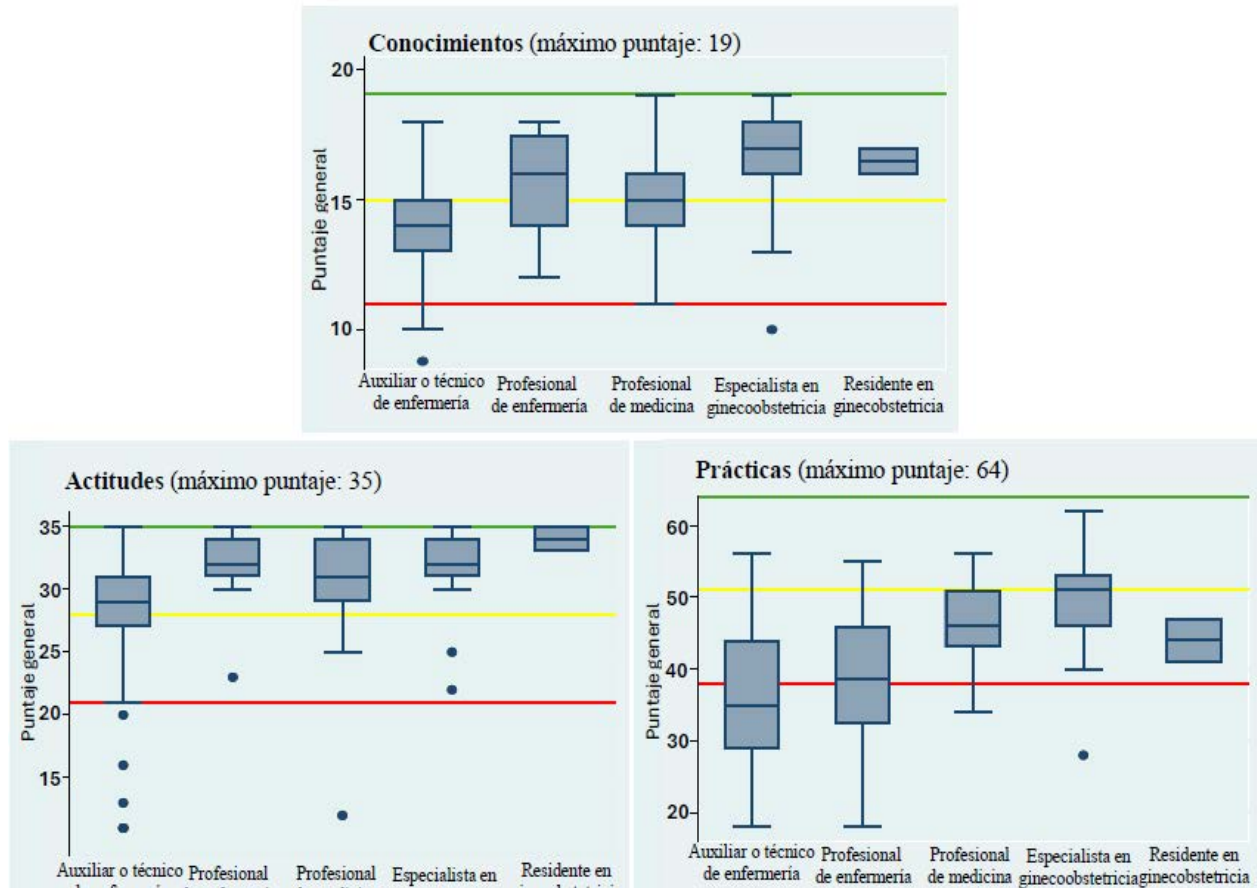 Conocimientos (máximo puntaje: 19)
Puntaje general
20
15
10
Auxiliar o técnico
de enfermería
Profesional
de enfermería
Profesional
de medicina
Especialista en
ginecoobstetricia
Residente en
ginecobstetricia
Actitudes (máximo puntaje: 35)
Puntaje general
35
30
25
20
15
Auxiliar o técnico
Profesional
Profesional
Especialista en
Residente en
Prácticas (máximo puntaje: 64)
Puntaje general
60
50
40
30
20
Auxiliar o técnico
de enfermería
Profesional
de enfermería
Profesional
de medicina
Especialista en
ginecoobstetricia
Residente en
ginecobstetricia